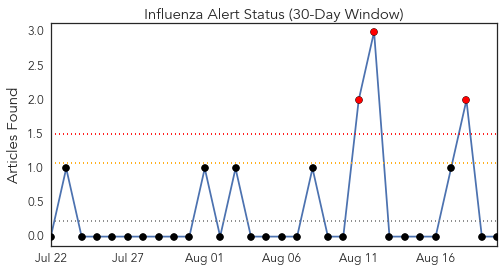 Influenza Alert Status (30-Day Window)
Articles Found
3.0
2.5
2.0
1.5
1.0
0.5
0.0
Jul 22 Jul 27 Aug 01 Aug 06 Aug 11 Aug 16